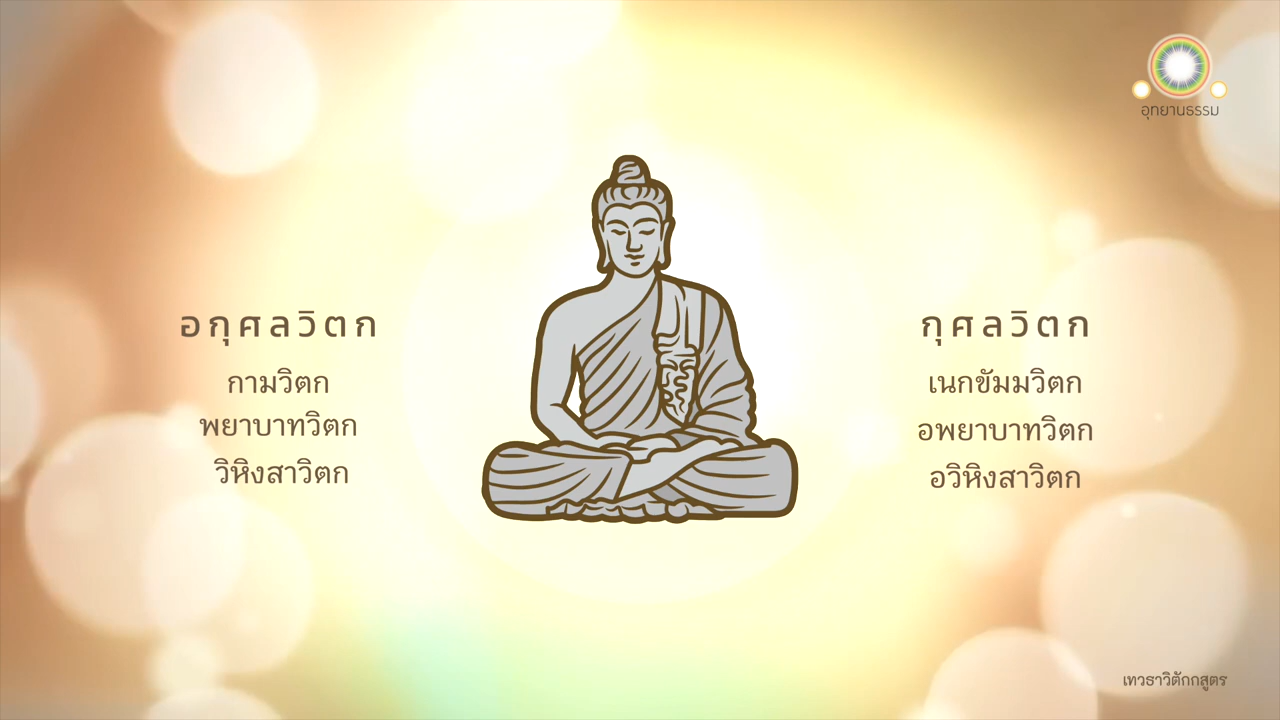 อุทยานธรรม
อกุศลวิตก
กามวิตก
พยาบาทวิตก
วิหิงสาวิตก
กุศลวิตก
เนกขัมมวิตก
อพยาบาทวิตก
อวิหิงสาวิตก
เทวธาวิตักกสูตร